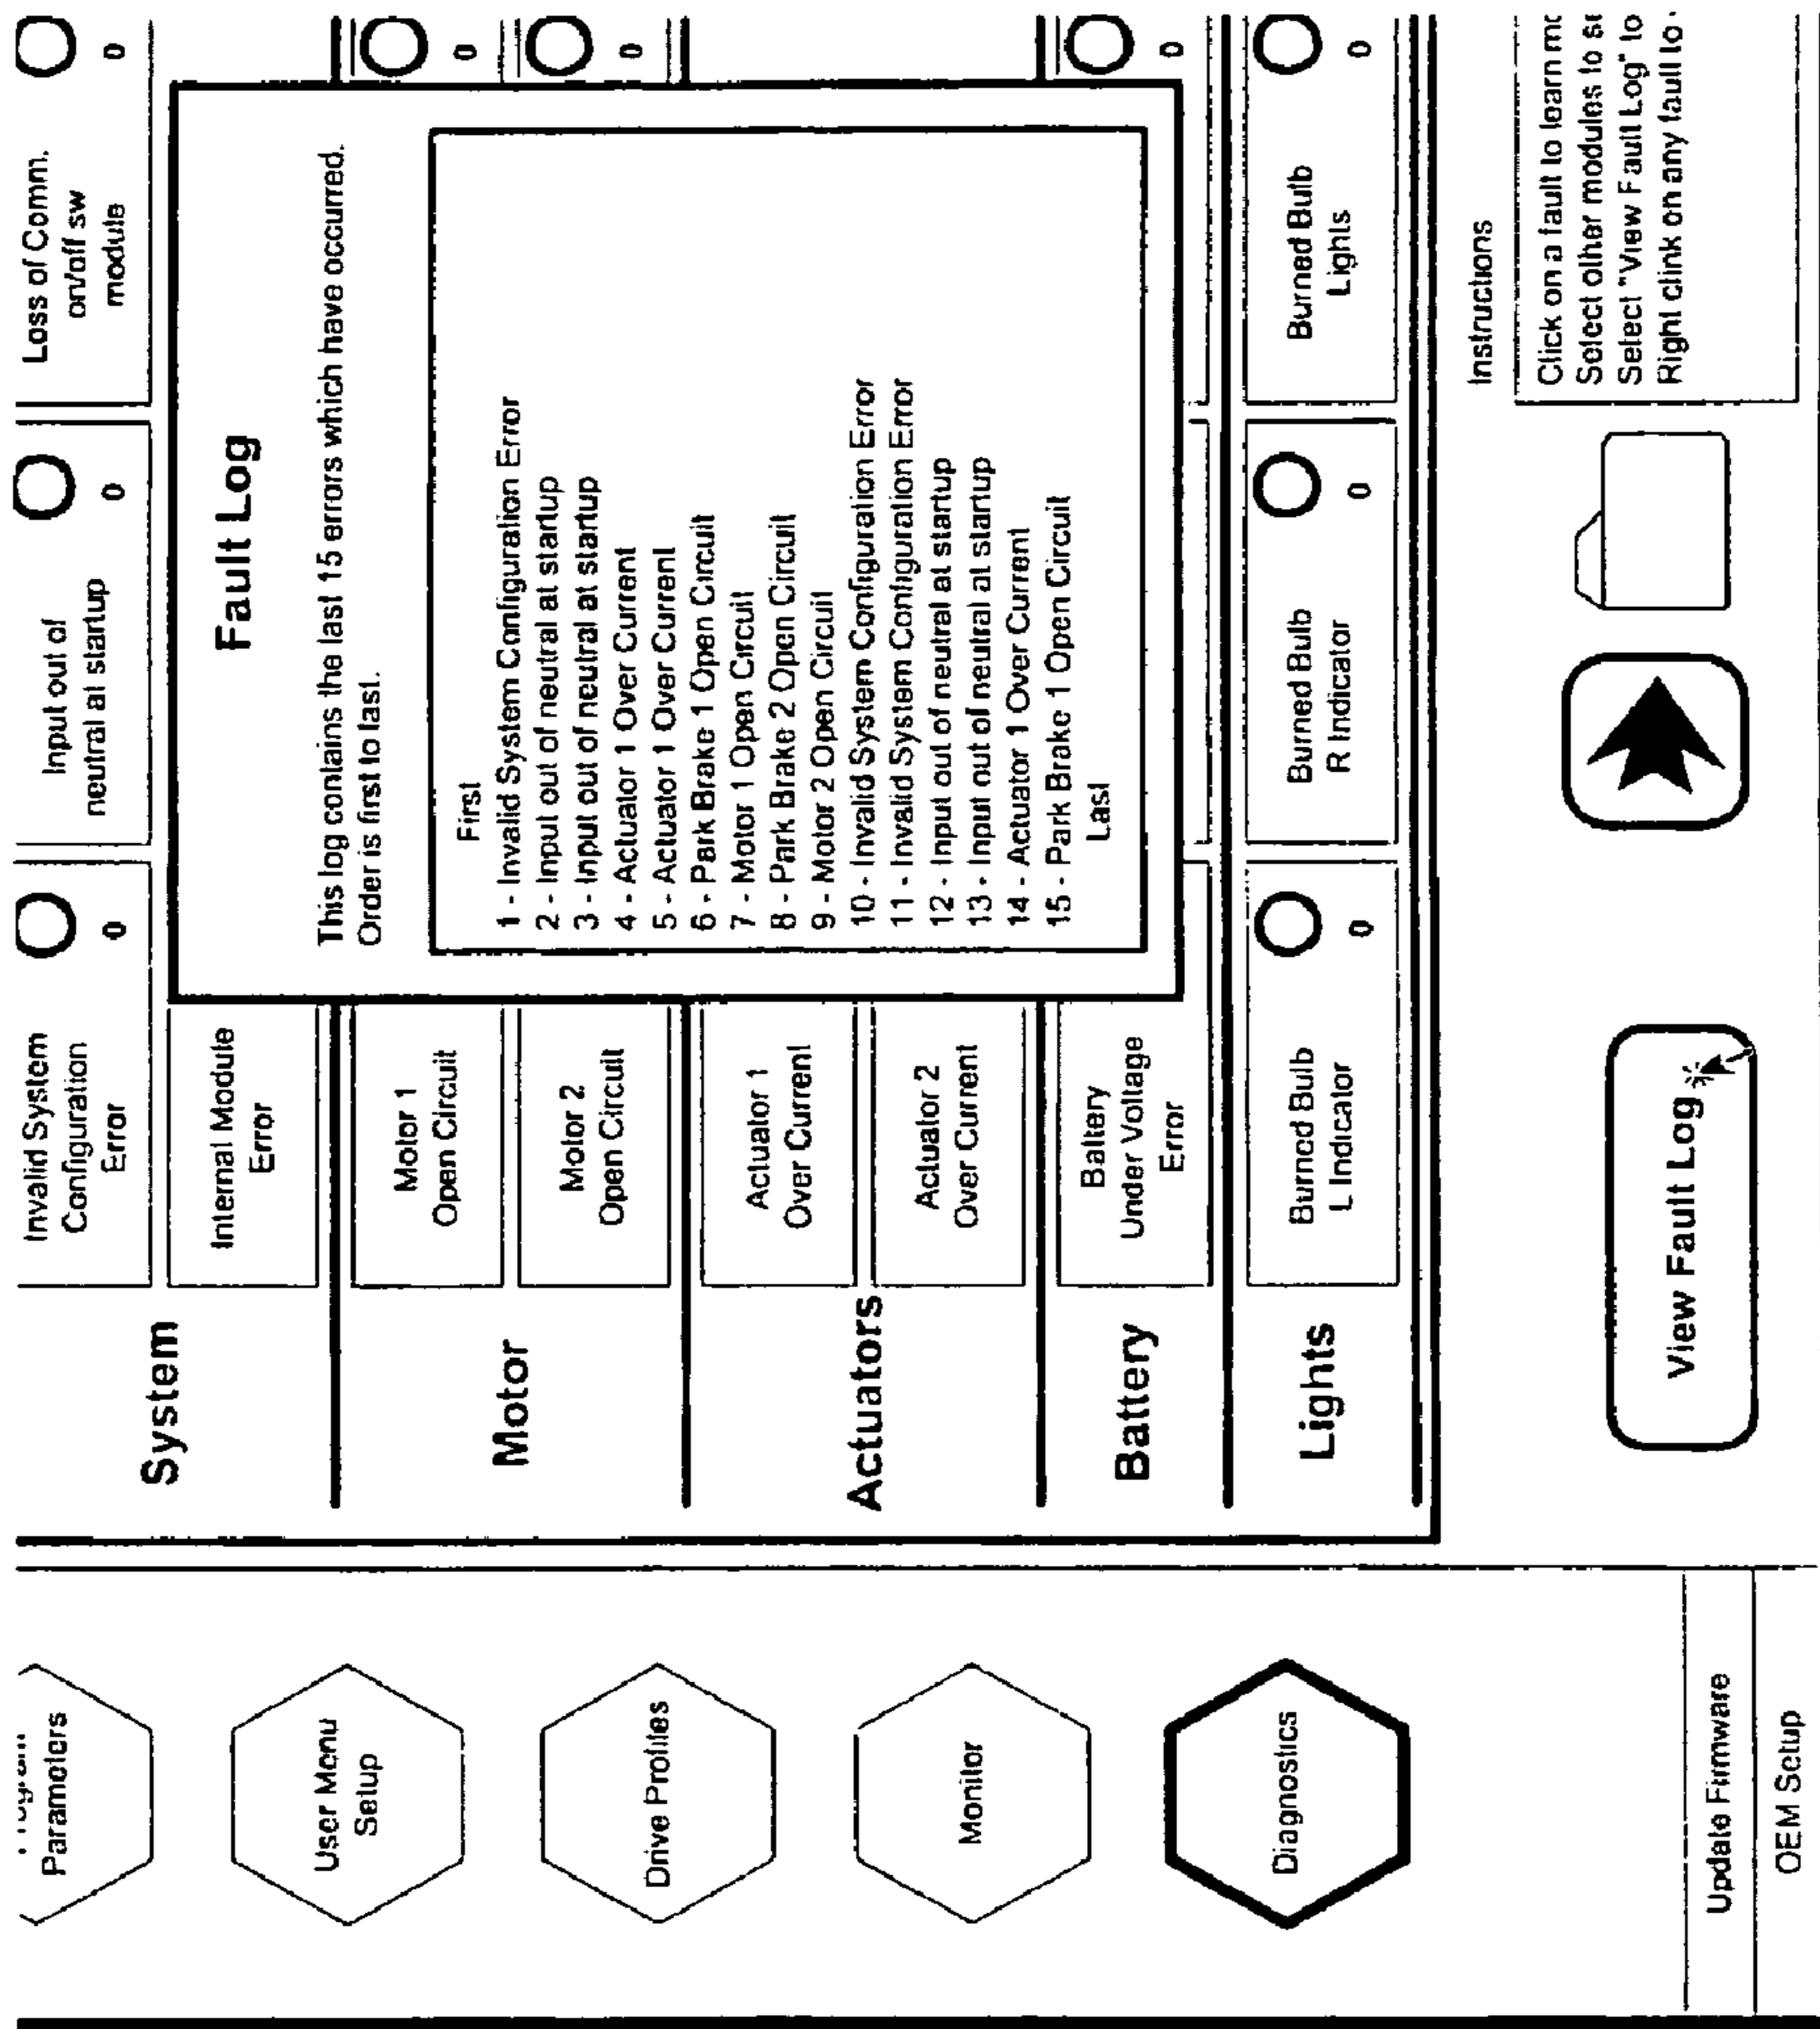 Parameters
User Menu
Setup
Drive Profiles
Monitor
Diagnostics
Update Firmware
OEM Setup
System
Invalid System
Configuration
Error
0
Input out of
neutral at startup
0
Loss of Comm.
on/off sw
module
0
Internal Module
Error
Motor
Motor 1
Open Circuit
0
Motor 2
Open Circuit
0
Actuators
Actuator 1
Over Current
Actuator 2
Over Current
Battery
Battery
Under Voltage
Error
0
Lights
Burned Bulb
L Indicator
0
Burned Bulb
R Indicator
0
Burned Bulb
Lights
0
Fault Log
This log contains the last 15 errors which have occurred.
Order is first to last.
First
1 - Invalid System Configuration Error
2 - Input out of neutral at startup
3 - Input out of neutral at startup
4 - Actuator 1 Over Current
5 - Actuator 1 Over Current
6 - Park Brake 1 Open Circuit
7 - Motor 1 Open Circuit
8 - Park Brake 2 Open Circuit
9 - Motor 2 Open Circuit
10 - Invalid System Configuration Error
11 - Invalid System Configuration Error
12 - Input out of neutral at startup
13 - Input out of neutral at startup
14 - Actuator 1 Over Current
15 - Park Brake 1 Open Circuit
Last
View Fault Log
Instructions
Click on a fault to learn
Select other modules to
Select "View Fault Log" to
Right clink on any fault to